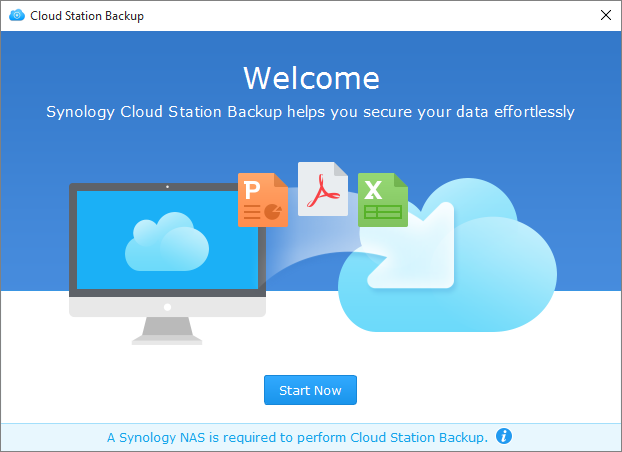 Cloud Station Backup
Welcome
Synology Cloud Station Backup helps you secure your data effortlessly
P
X
Start Now
A Synology NAS is required to perform Cloud Station Backup.